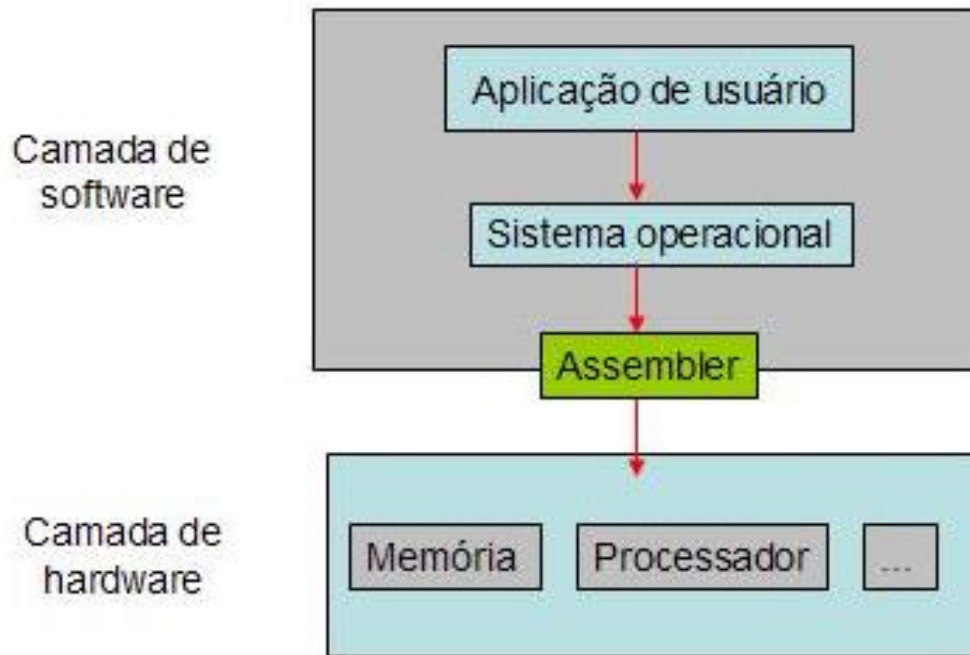 Aplicação de usuário
Camada de
software
Sistema operacional
Assembler
Camada de
hardware
Memória
Processador
...